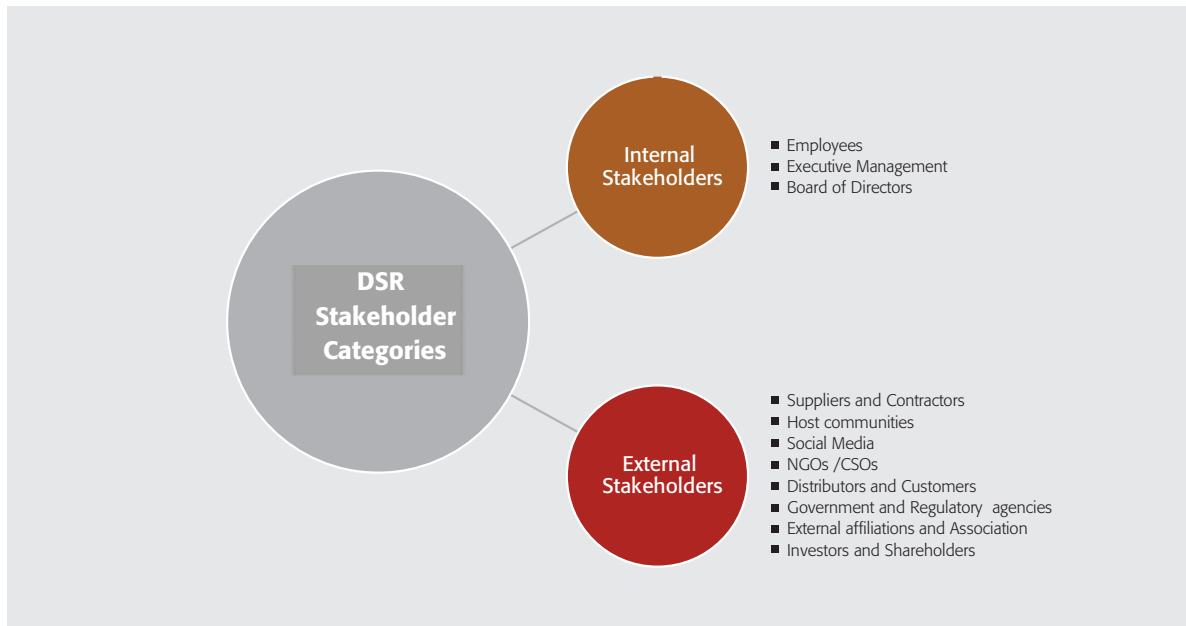 DSR
Stakeholder
Categories
Internal
Stakeholders
■ Employees
■ Executive Management
■ Board of Directors
External
Stakeholders
■ Suppliers and Contractors
■ Host communities
■ Social Media
■ NGOs /CSOs
■ Distributors and Customers
■ Government and Regulatory agencies
■ External affiliations and Association
■ Investors and Shareholders